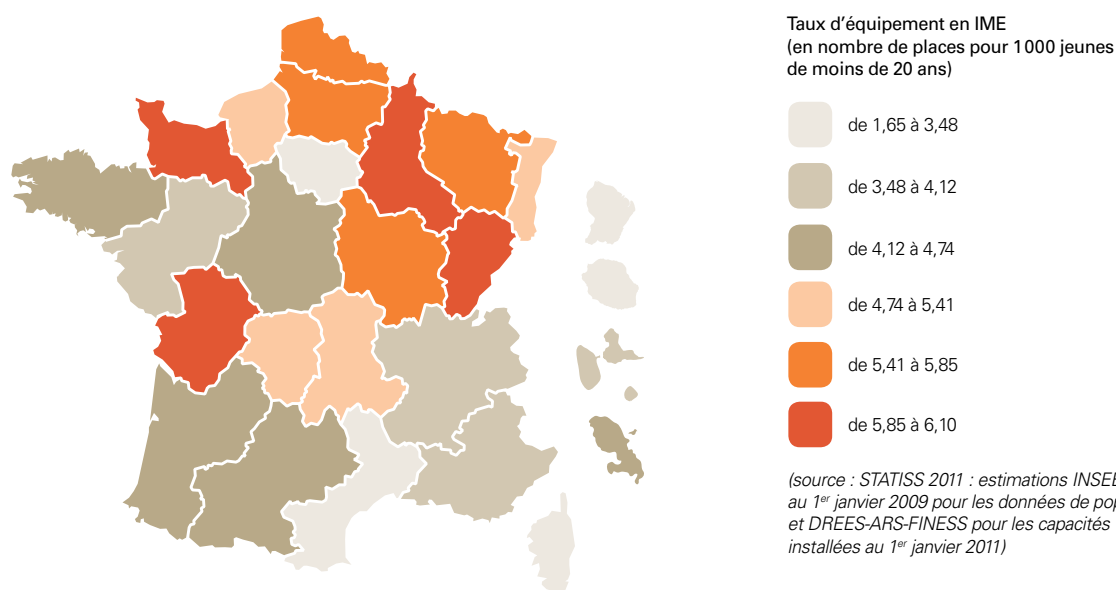 Taux d'équipement en IME
(en nombre de places pour 1000 jeunes
de moins de 20 ans)
de 1,65 à 3,48
de 3,48 à 4,12
de 4,12 à 4,74
de 4,74 à 5,41
de 5,41 à 5,85
de 5,85 à 6,10
(source : STATISS 2011 : estimations INSEE
au 1er janvier 2009 pour les données de
et DREES-ARS-FINESS pour les capacités
installées au 1er janvier 2011)